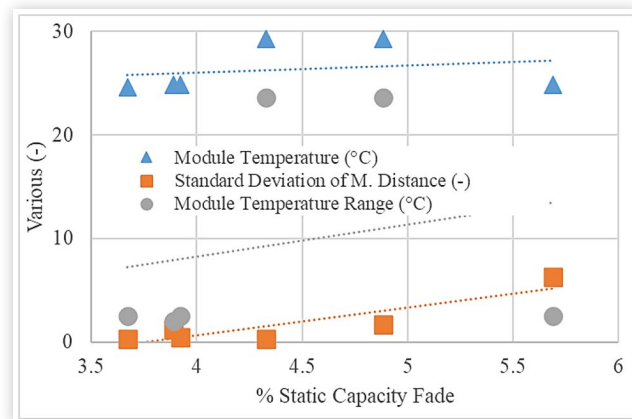 30
20
10
0
Various (-)
Module Temperature (°C)
Standard Deviation of M. Distance (-)
Module Temperature Range (°C)
3.5 4 4.5 5 5.5 6
% Static Capacity Fade